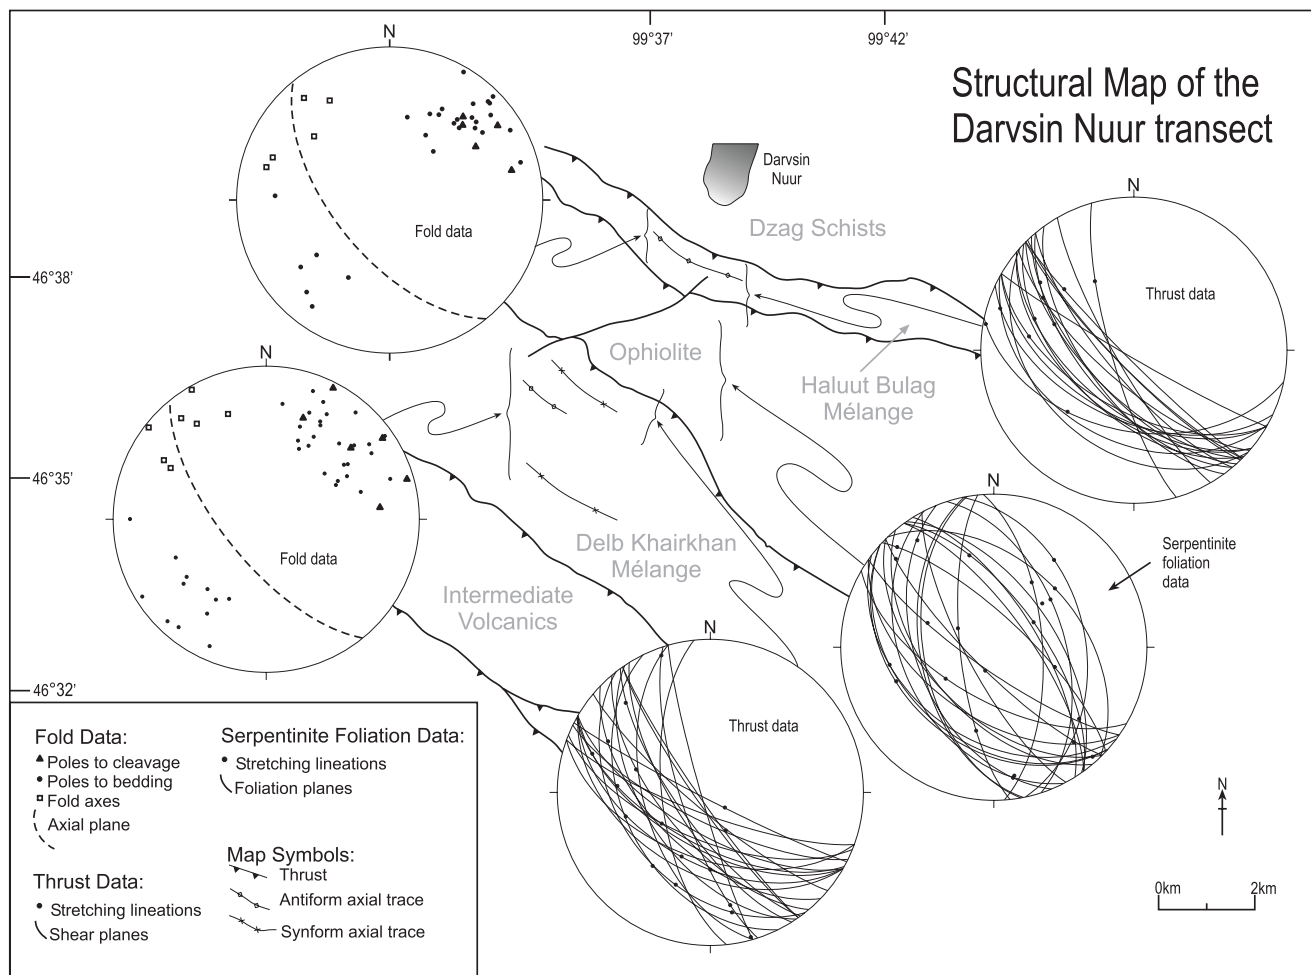 99°37'
99°42'
Structural Map of the
Darvsin Nuur transect
N
Fold data
Darvsin
Nuur
Dzag Schists
N
Thrust data
46°38'
Ophiolite
Haluut Bulag
Mélange
N
Fold data
46°35'
Delb Khairkhan
Mélange
Intermediate
Volcanics
N
Serpentinite
foliation
data
N
Thrust data
46°32'
N
0km
2km
Fold Data:
Poles to cleavage
Poles to bedding
Fold axes
Axial plane
Thrust Data:
Stretching lineations
Shear planes
Serpentinite Foliation Data:
Stretching lineations
Foliation planes
Map Symbols:
Thrust
Antiform axial trace
Synform axial trace